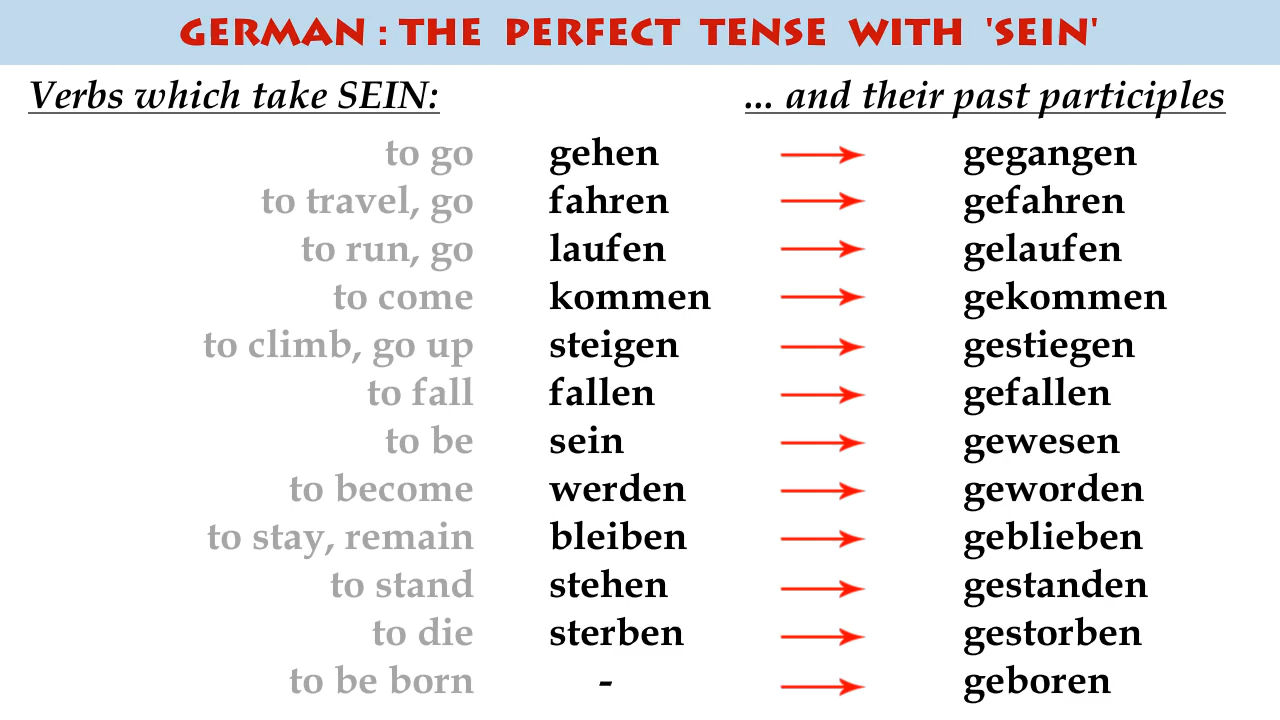 GERMAN : THE PERFECT TENSE WITH 'SEIN'
Verbs which take SEIN: ... and their past participles
to go gehen gegangen
to travel, go fahren gefahren
to run, go laufen gelaufen
to come kommen gekommen
to climb, go up steigen gestiegen
to fall fallen gefallen
to be sein gewesen
to become werden geworden
to stay, remain bleiben geblieben
to stand stehen gestanden
to die sterben gestorben
to be born - geboren